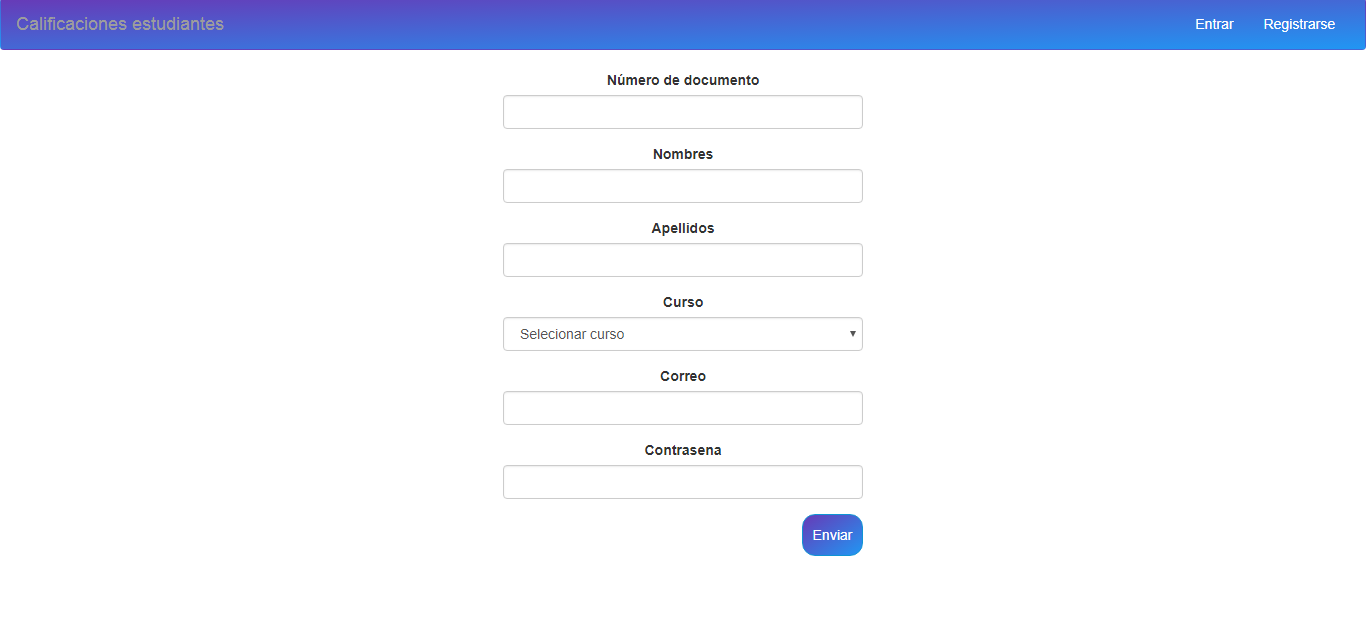 Calificaciones estudiantes
Entrar
Registrarse
Número de documento
Nombres
Apellidos
Curso
Selecionar curso
Correo
Contrasena
Enviar